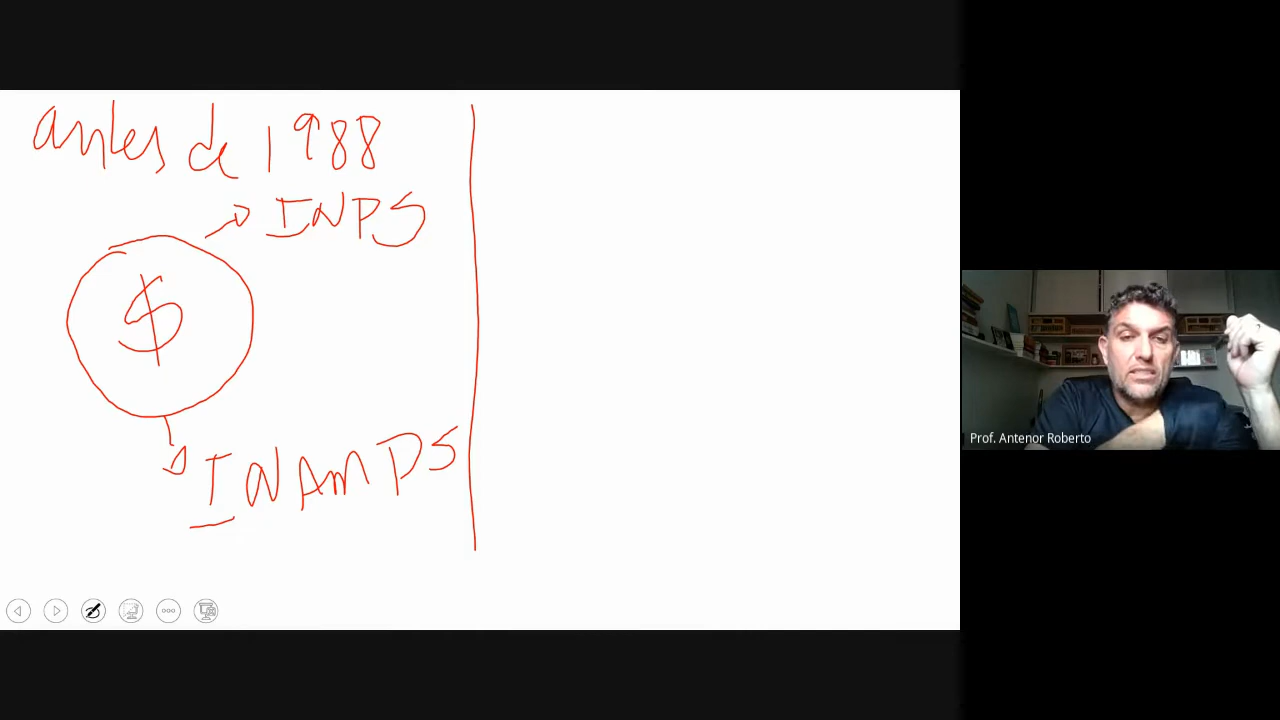 antes de 1988
INPS
$
INAMPS
Prof. Antenor Roberto